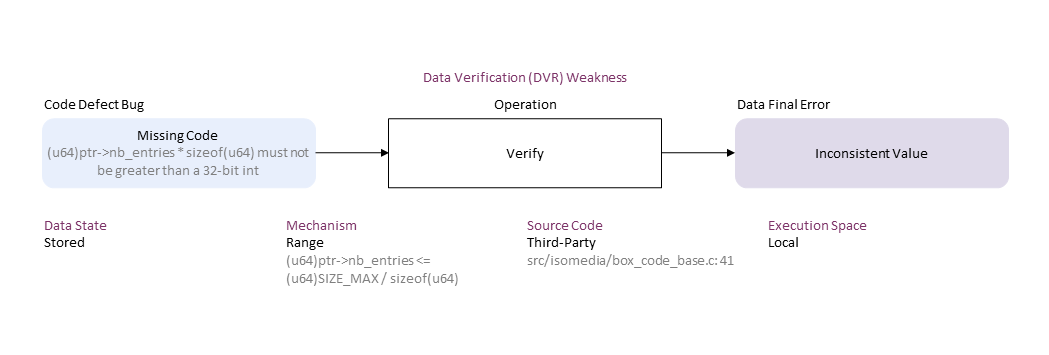 Data Verification (DVR) Weakness
Code Defect Bug
Operation
Data Final Error
Missing Code
(u64)ptr->nb_entries * sizeof(u64) must not
be greater than a 32-bit int
Verify
Inconsistent Value
Data State
Stored
Mechanism
Range
(u64)ptr->nb_entries <=
(u64)SIZE_MAX / sizeof(u64)
Source Code
Third-Party
src/isomedia/box_code_base.c: 41
Execution Space
Local